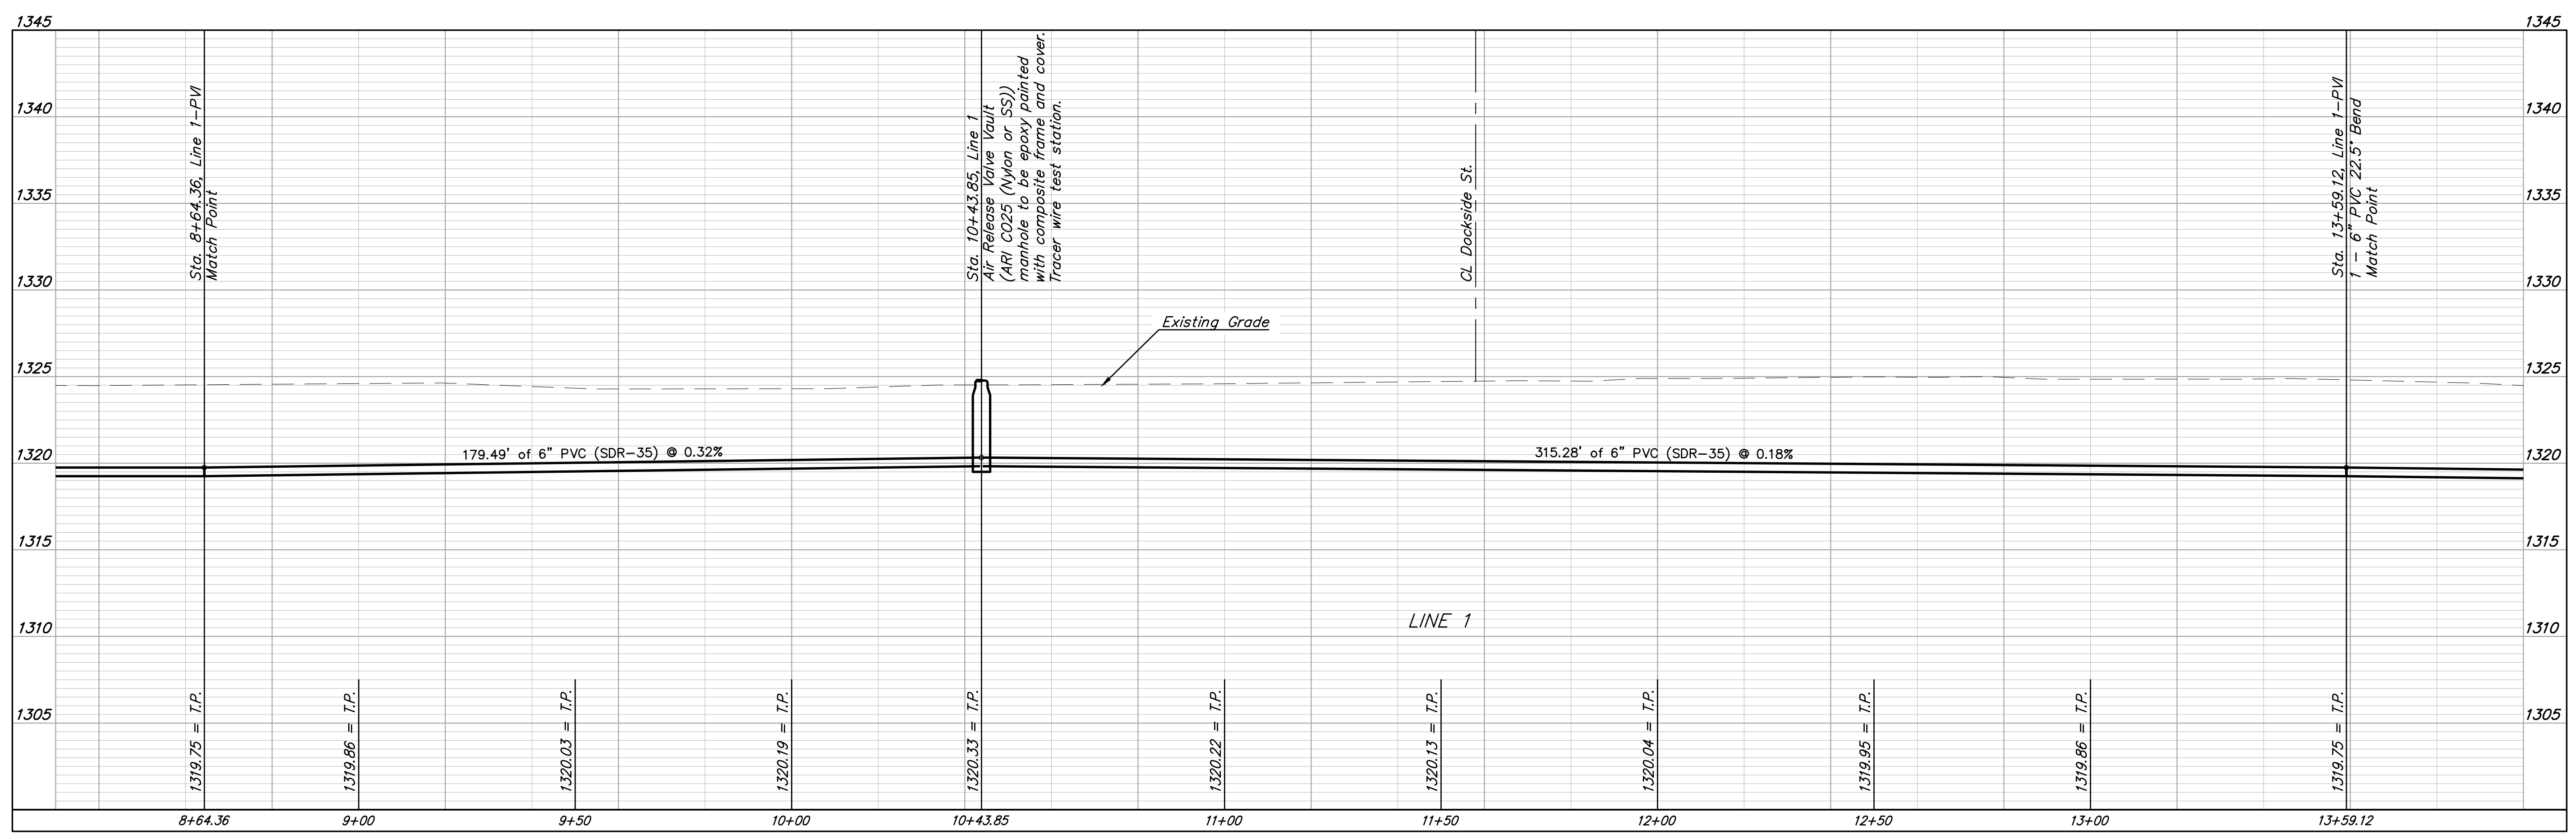 1345
1345
1340
1340
1335
1335
1330
1330
1325
1325
1320
1320
1315
1315
1310
1310
1305
1305
Sta. 8+64.36, Line 1-PVI
Match Point
Sta. 10+43.85, Line 1
Air Release Valve Vault
(ARI C025 (Nylon or SS))
manhole to be epoxy painted
with composite frame and cover.
Tracer wire test station.
CL Dockside St.
Sta. 13+59.12, Line 1-PVI
1 - 6" PVC 22.5° Bend
Match Point
Existing Grade
179.49' of 6" PVC (SDR-35) @ 0.32%
315.28' of 6" PVC (SDR-35) @ 0.18%
LINE 1
1319.75 = T.P.
1319.86 = T.P.
1320.03 = T.P.
1320.19 = T.P.
1320.33 = T.P.
1320.22 = T.P.
1320.13 = T.P.
1320.04 = T.P.
1319.95 = T.P.
1319.86 = T.P.
1319.75 = T.P.
8+64.36
9+00
9+50
10+00
10+43.85
11+00
11+50
12+00
12+50
13+00
13+59.12